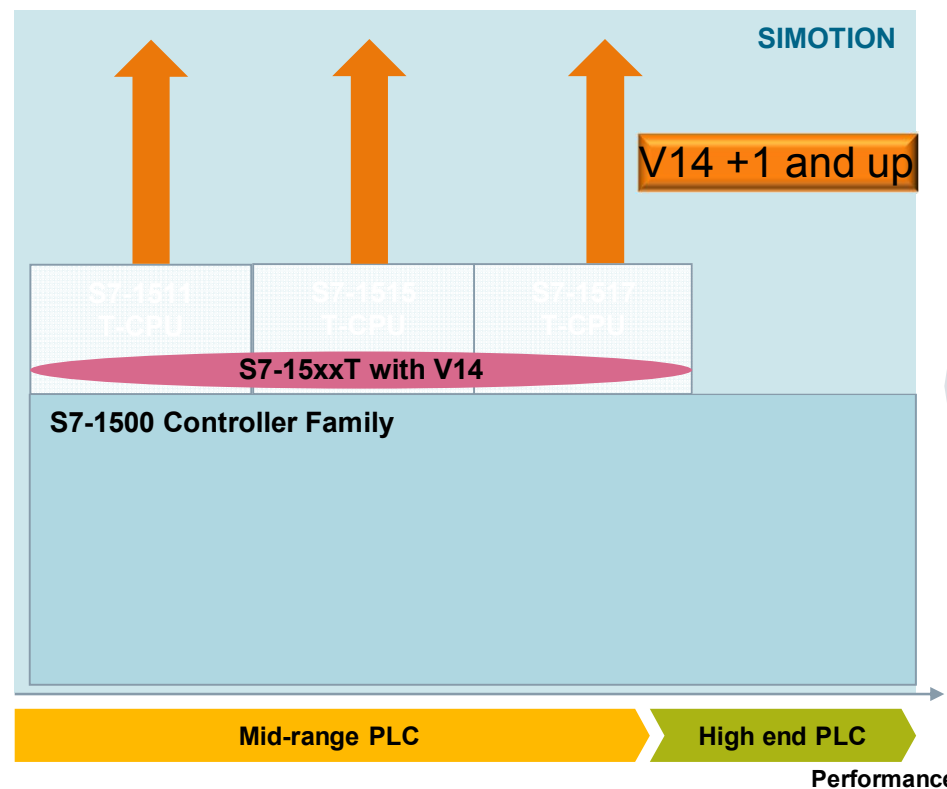 SIMOTION
V14 +1 and up
S7-1511
T-CPU
S7-1515
T-CPU
S7-1517
T-CPU
S7-15xxT with V14
S7-1500 Controller Family
Mid-range PLC
High end PLC
Performance